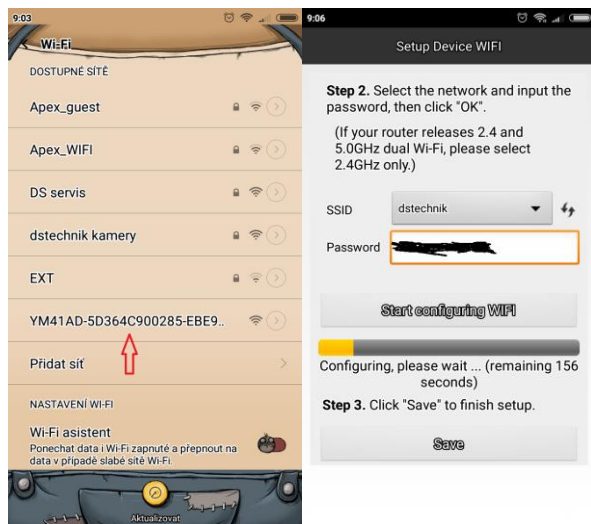 9:03
Wi-Fi
DOSTUPNÉ SÍTĚ
Apex_guest
Apex_WIFI
DS servis
dstechnik kamery
EXT
YM41AD-5D364C900285-EBE9..
Přidat síť
NASTAVENÍ WI-FI
Wi-Fi asistent
Ponechat data i Wi-Fi zapnuté a přepnout na
data v případě slabé sítě Wi-Fi.
Aktualizovat
9:06
Setup Device WIFI
Step 2. Select the network and input the
password, then click "OK".
(If your router releases 2.4 and
5.0GHz dual Wi-Fi, please select
2.4GHz only.)
SSID dstechnik
Password
Start configuring WIFI
Configuring, please wait ... (remaining 156
seconds)
Step 3. Click "Save" to finish setup.
Save